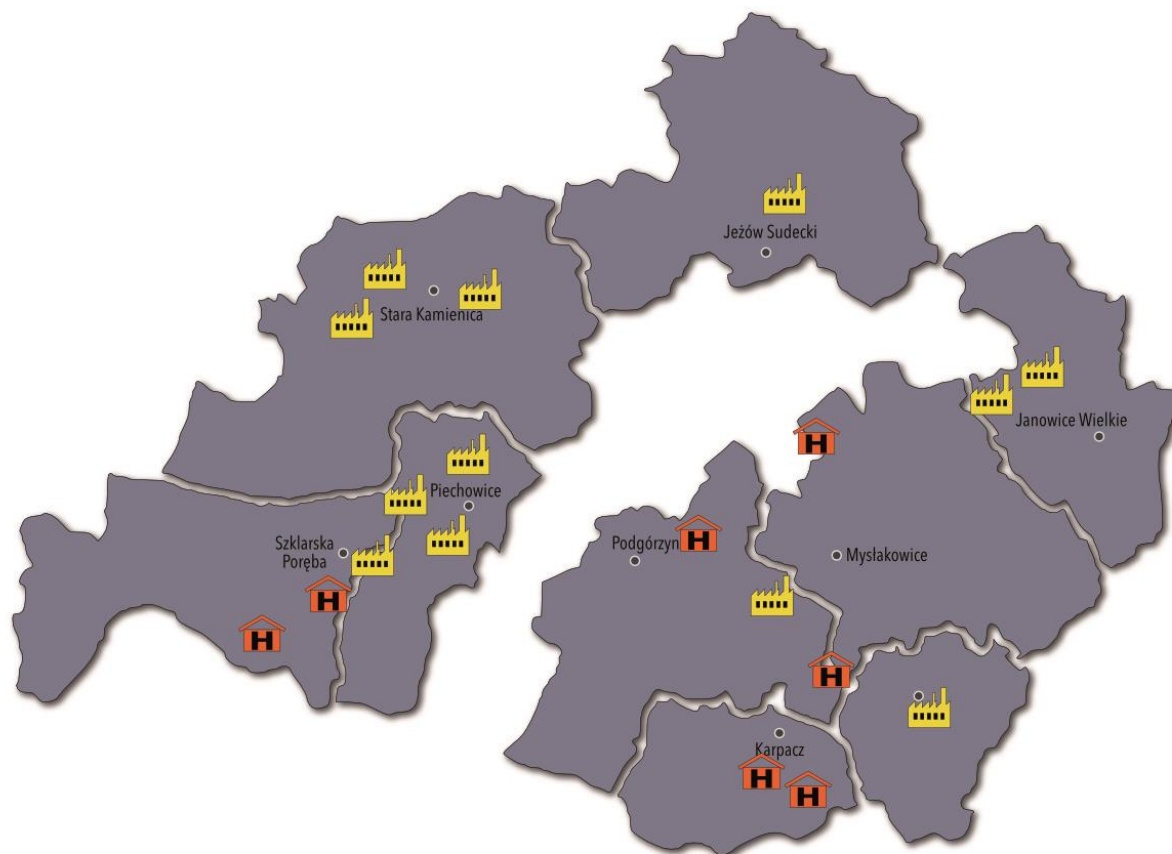 Jeżów Sudecki
Stara Kamienica
Janowice Wielkie
Piechowice
Szklarska
Poręba
Podgórzyn
Mysłakowice
Karpacz
H
H
H
H
H
H
H